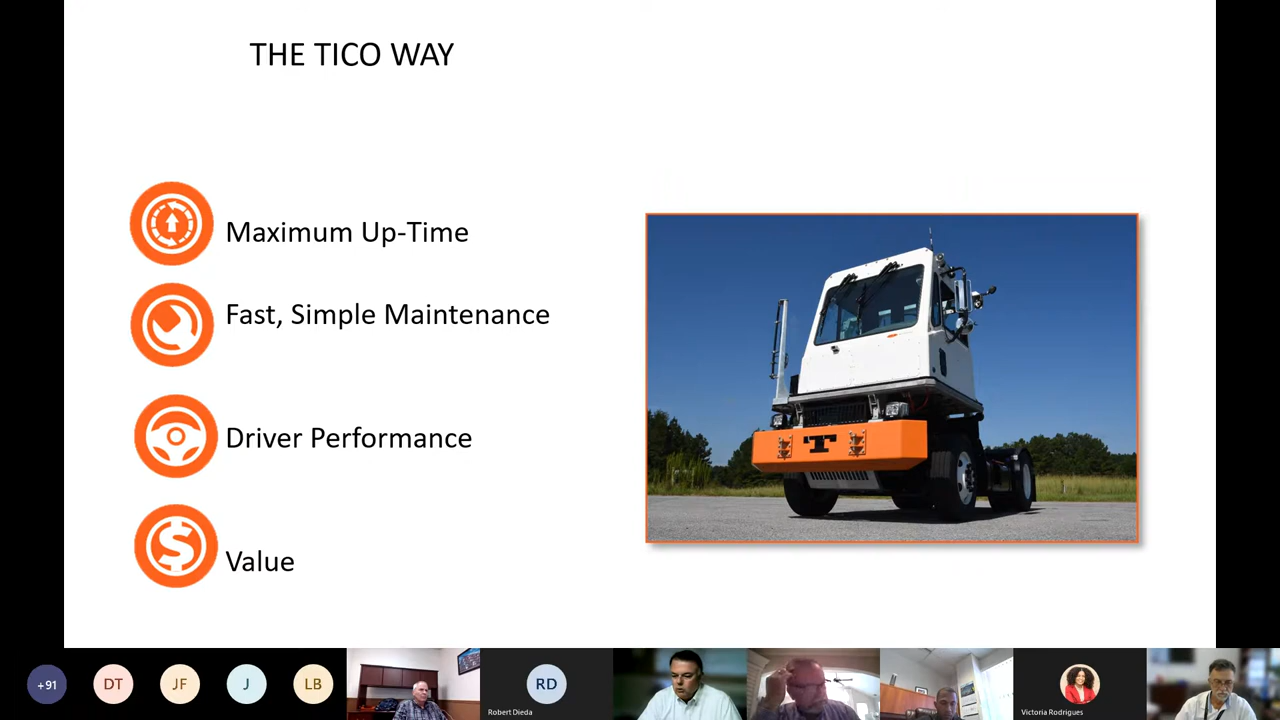 THE TICO WAY
Maximum Up-Time
Fast, Simple Maintenance
Driver Performance
Value
T
+91
DT
JF
J
LB
RD
Robert Dieda
Victoria Rodrigues